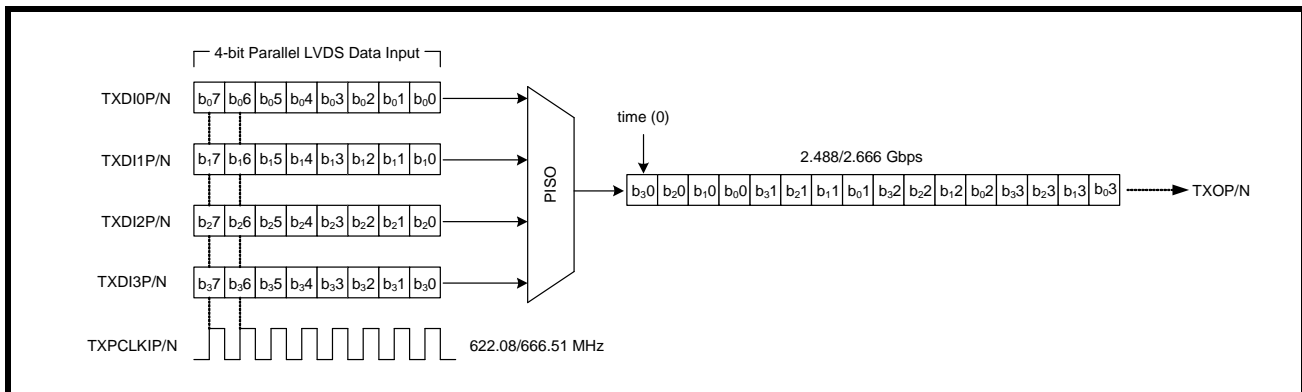 4-bit Parallel LVDS Data Input
TXDI0P/N b₀7 b₀6 b₀5 b₀4 b₀3 b₀2 b₀1 b₀0
TXDI1P/N b₁7 b₁6 b₁5 b₁4 b₁3 b₁2 b₁1 b₁0
TXDI2P/N b₂7 b₂6 b₂5 b₂4 b₂3 b₂2 b₂1 b₂0
TXDI3P/N b₃7 b₃6 b₃5 b₃4 b₃3 b₃2 b₃1 b₃0
TXPCLKIP/N 622.08/666.51 MHz
PISO
time (0)
2.488/2.666 Gbps
b₃0 b₂0 b₁0 b₀0 b₃1 b₂1 b₁1 b₀1 b₃2 b₂2 b₁2 b₀2 b₃3 b₂3 b₁3 b₀3 TXOP/N